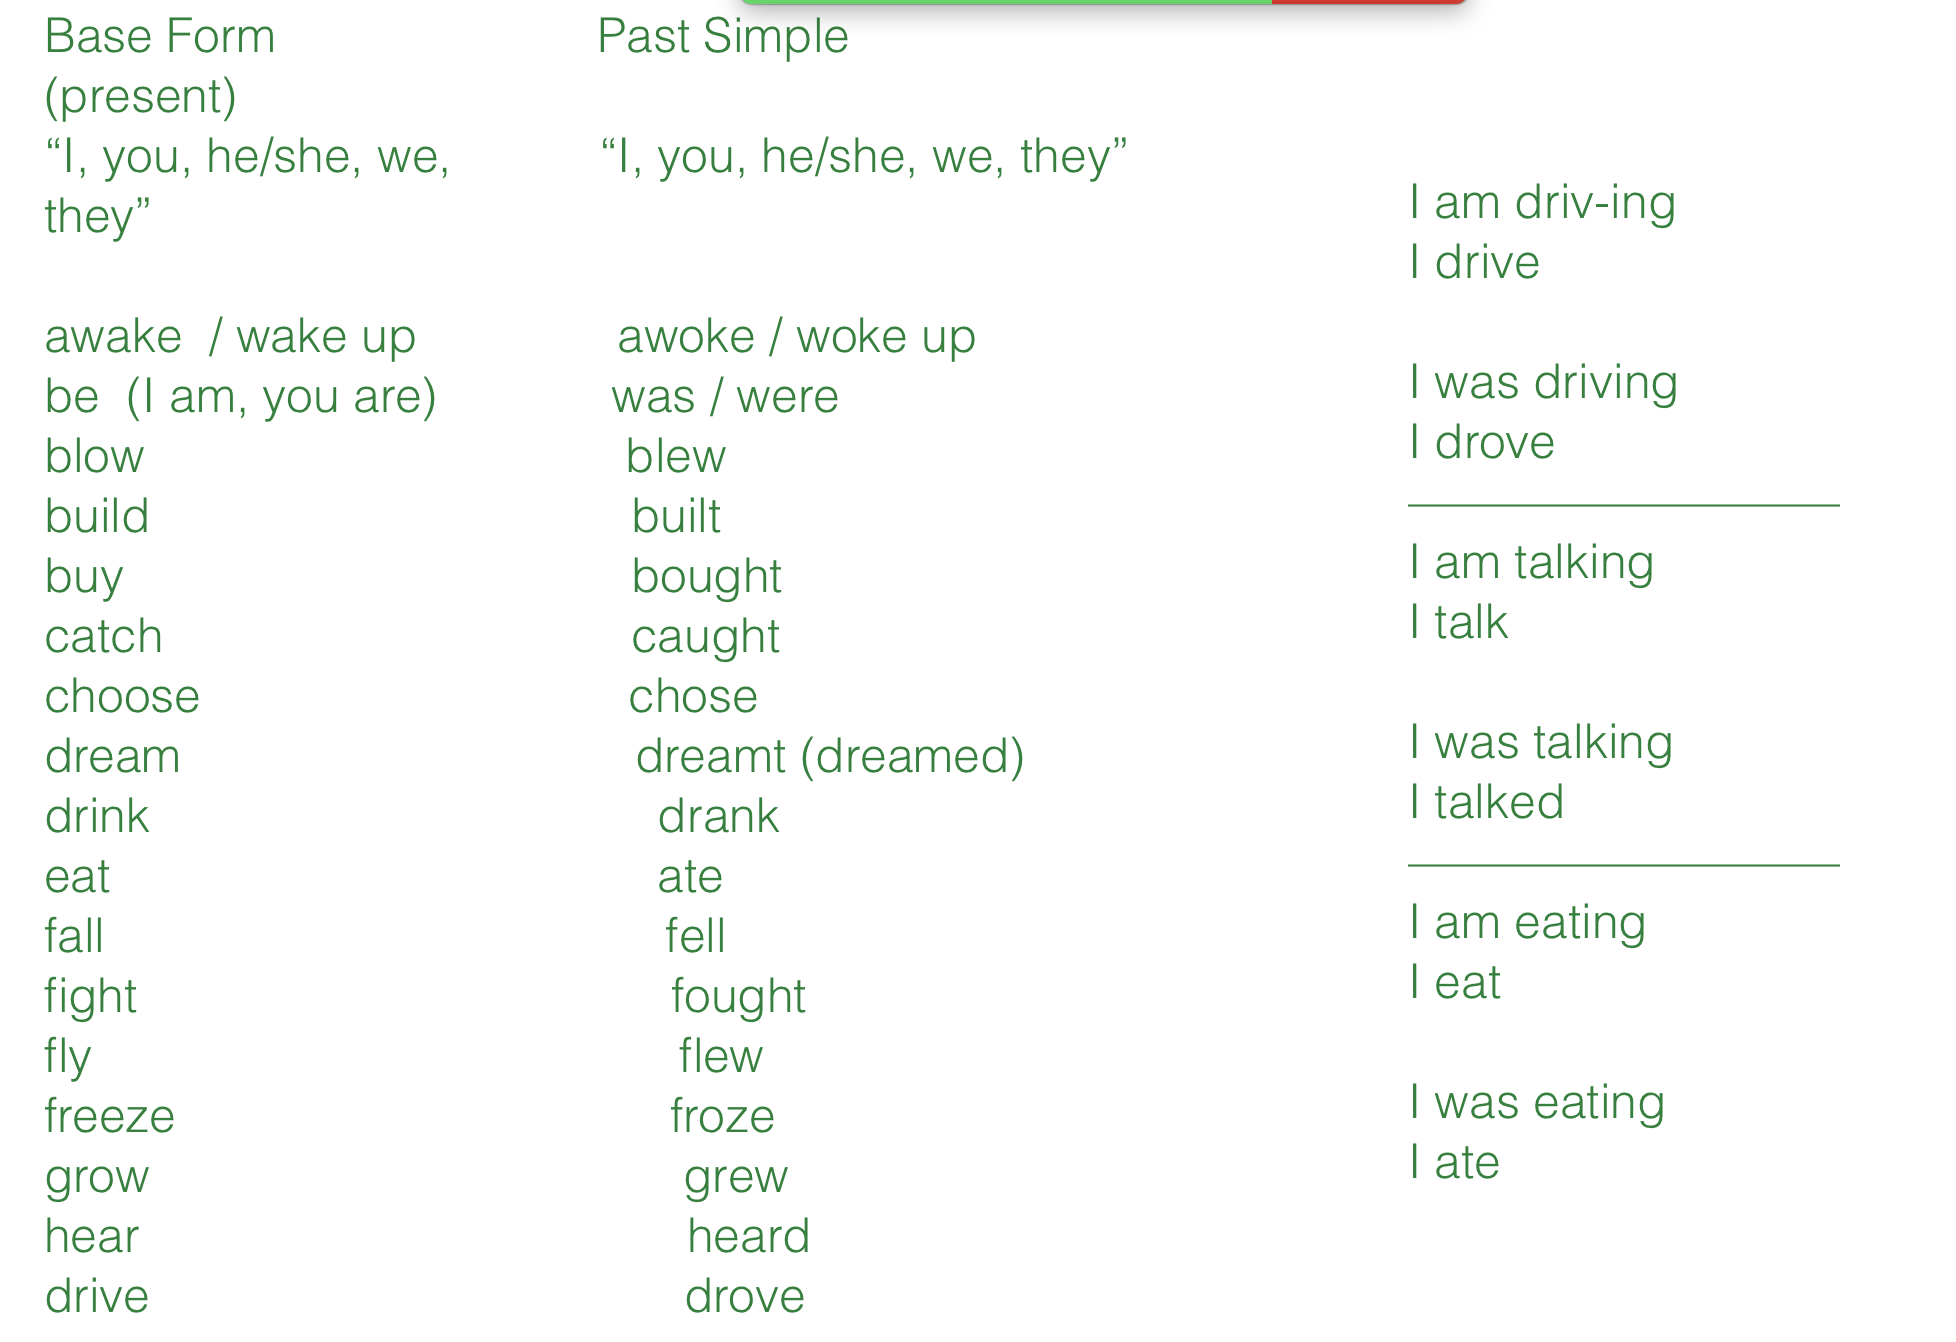 Base Form
(present)
“I, you, he/she, we,
they”
awake / wake up
be (I am, you are)
blow
build
buy
catch
choose
dream
drink
eat
fall
fight
fly
freeze
grow
hear
drive
Past Simple
“I, you, he/she, we, they”
awoke / woke up
was / were
blew
built
bought
caught
chose
dreamt (dreamed)
drank
ate
fell
fought
flew
froze
grew
heard
drove
I am driv-ing
I drive
I was driving
I drove
I am talking
I talk
I was talking
I talked
I am eating
I eat
I was eating
I ate